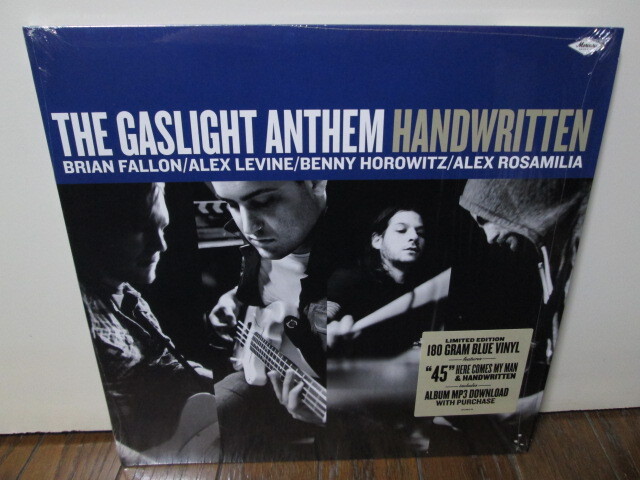 THE GASLIGHT ANTHEM HANDWRITTEN
BRIAN FALLON/ALEX LEVINE/BENNY HOROWITZ/ALEX ROSAMILIA
LIMITED EDITION
180 GRAM BLUE VINYL
features
"45" HERE COMES MY MAN
& HANDWRITTEN
includes
ALBUM MP3 DOWNLOAD
WITH PURCHASE